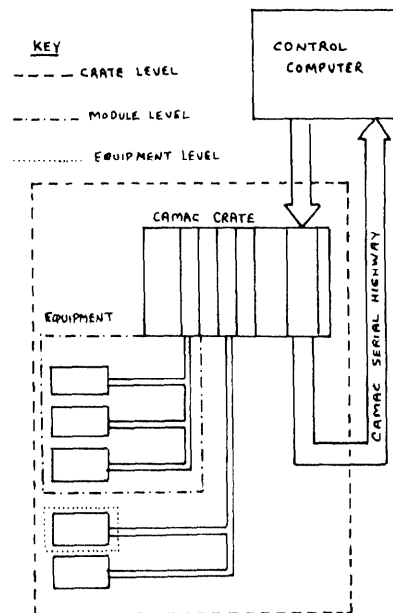 KEY
CRATE LEVEL
MODULE LEVEL
EQUIPMENT LEVEL
CONTROL
COMPUTER
CAMAC CRATE
EQUIPMENT
CAMAC SERIAL HIGHWAY